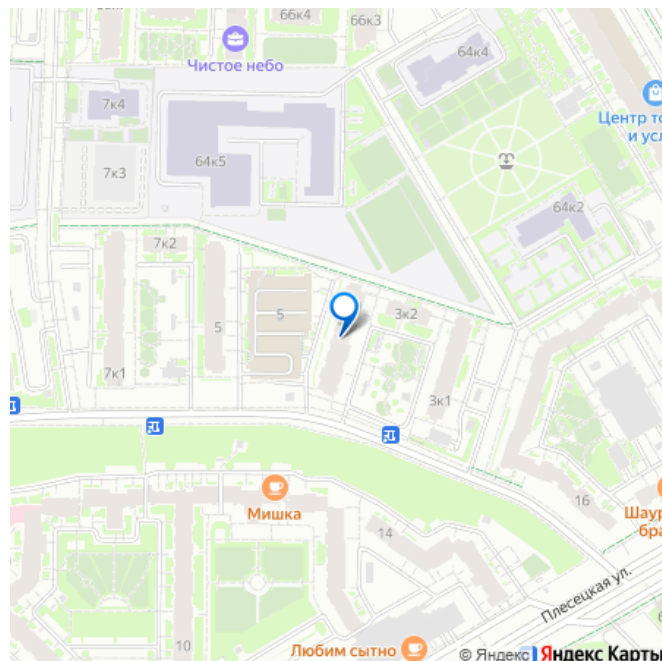 66к4
66к3
Чистое небо
64к4
7к4
Центр то
и усл
64к5
7к3
64к2
7к2
5
5
3к2
7к1
3к1
16
Мишка
Шаур
бра
14
Плесецкая ул.
10
Любим сытно
© Яндекс Яндекс Карты